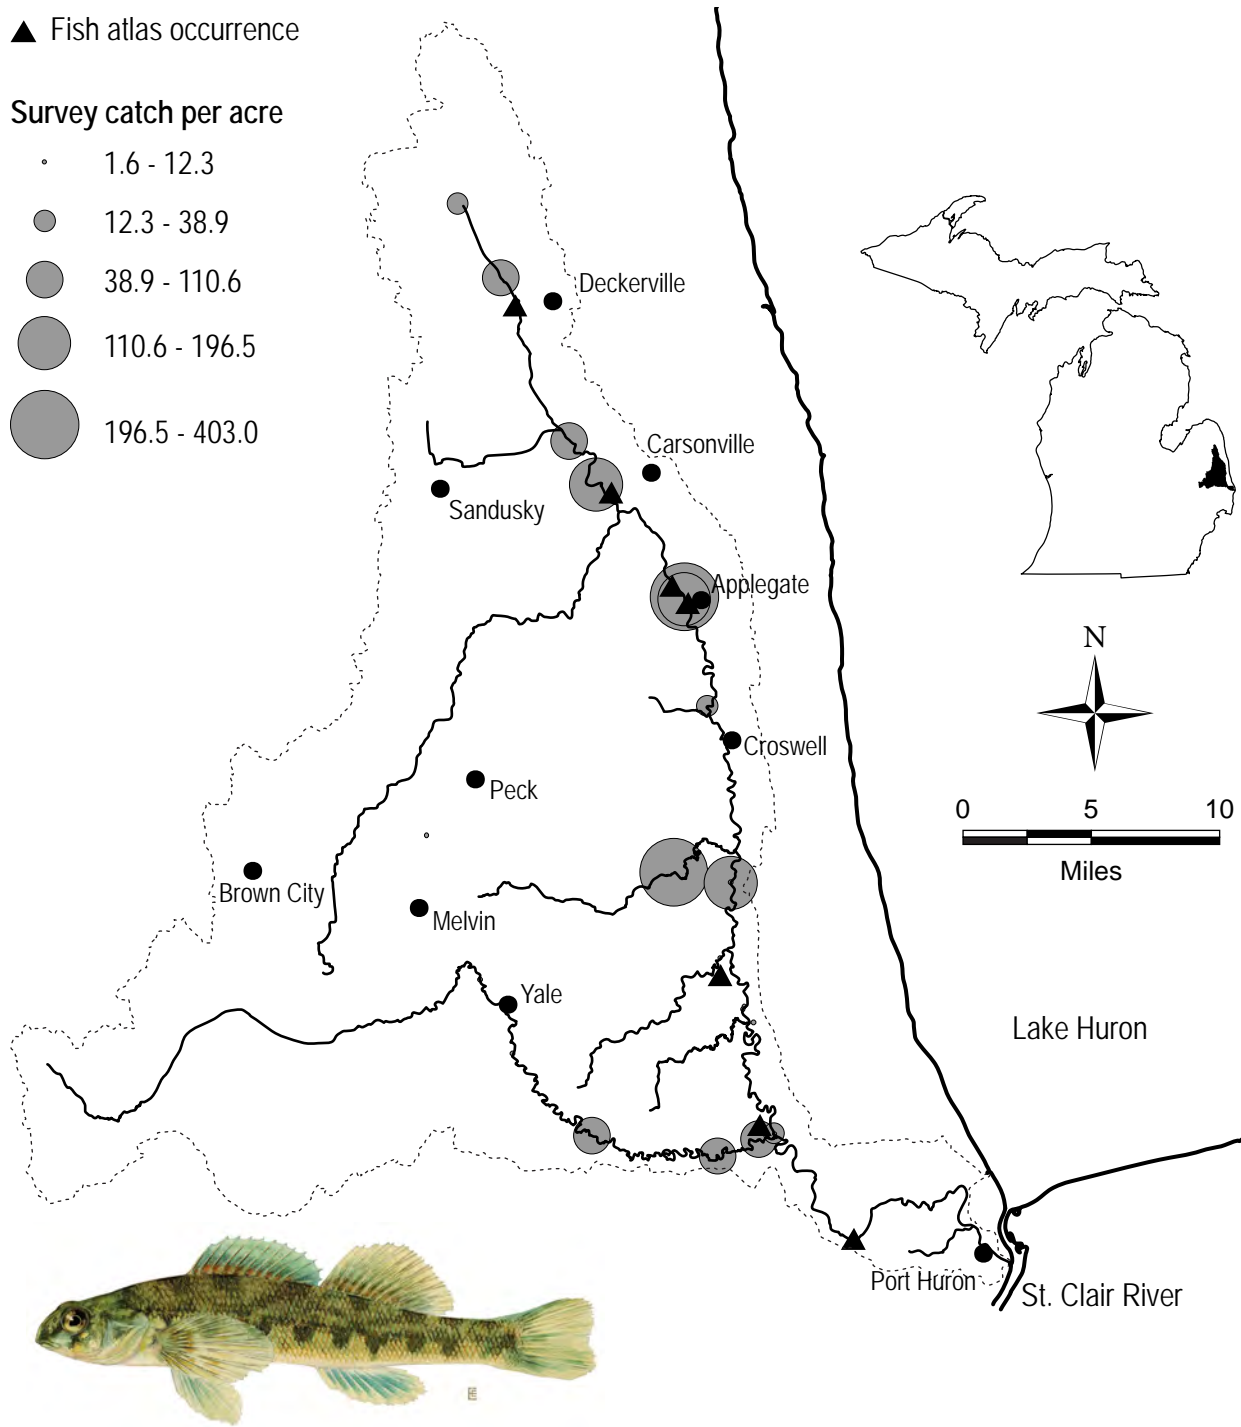 Fish atlas occurrence
Survey catch per acre
1.6 - 12.3
12.3 - 38.9
38.9 - 110.6
110.6 - 196.5
196.5 - 403.0
Deckerville
Carsonville
Sandusky
Applegate
N
Croswell
Peck
0 5 10
Miles
Brown City
Melvin
Yale
Lake Huron
Port Huron
St. Clair River